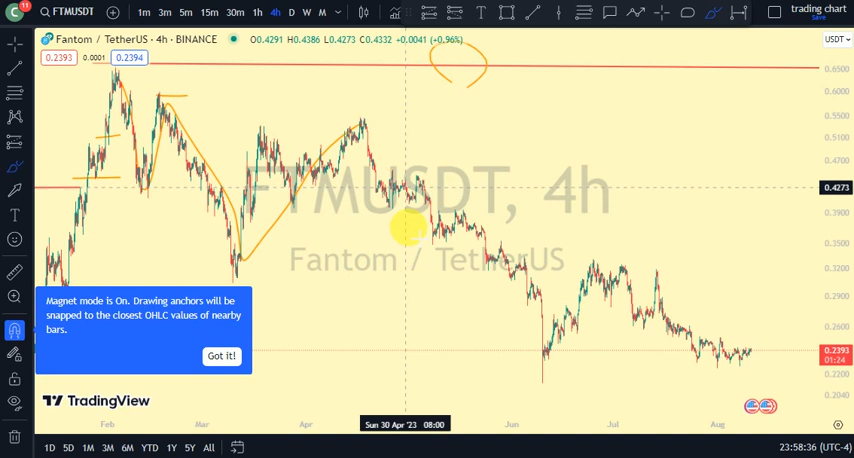 C 11 FTMUSDT 1m 3m 5m 15m 30m 1h 4h D W M T trading chart
Save
Fantom / TetherUS · 4h · BINANCE O0.4291 H0.4386 L0.4273 C0.4332 +0.0041 (+0.96%) USDT
0.2393 0.0001 0.2394
0.6500
0.6000
0.5500
0.5100
0.4700
FTMUSDT, 4h
0.4273
0.3900
0.3500
Fantom / TetherUS
0.3200
0.2900
Magnet mode is On. Drawing anchors will be
snapped to the closest OHLC values of nearby
bars.
Got it!
0.2600
0.2393
01:24
0.2200
0.2040
TradingView
Feb Mar Apr Sun 30 Apr '23 08:00 Jun Jul Aug
1D 5D 1M 3M 6M YTD 1Y 5Y All 23:58:36 (UTC-4)